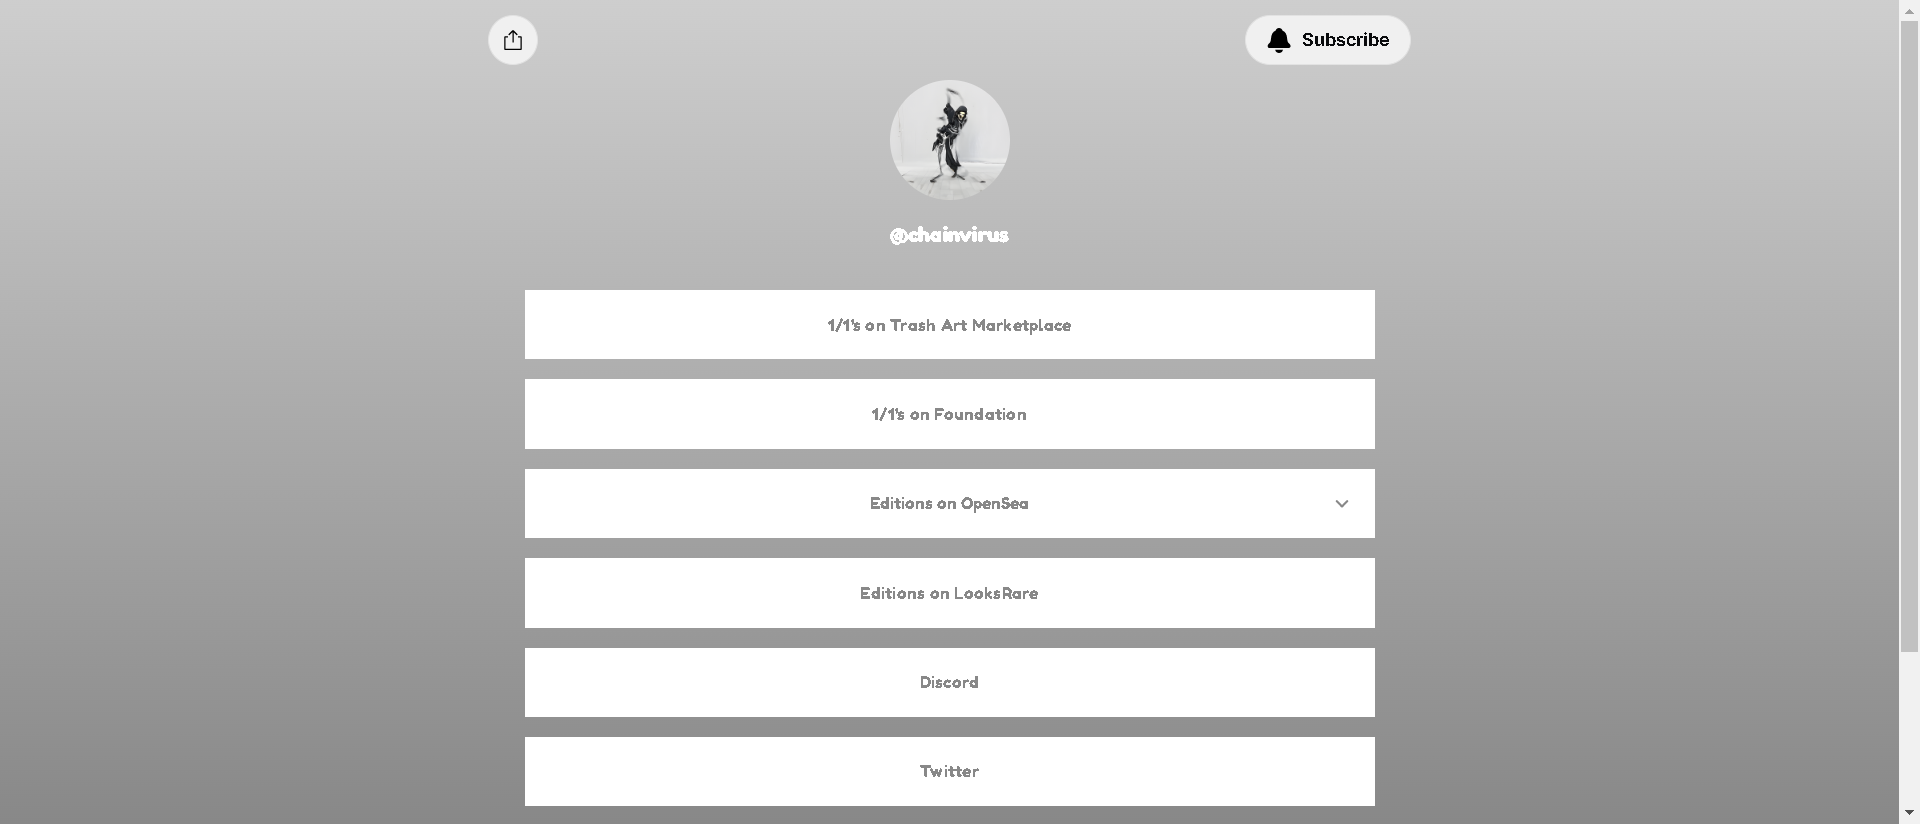 Subscribe
@chainvirus
1/1's on Trash Art Marketplace
1/1's on Foundation
Editions on OpenSea
Editions on LooksRare
Discord
Twitter